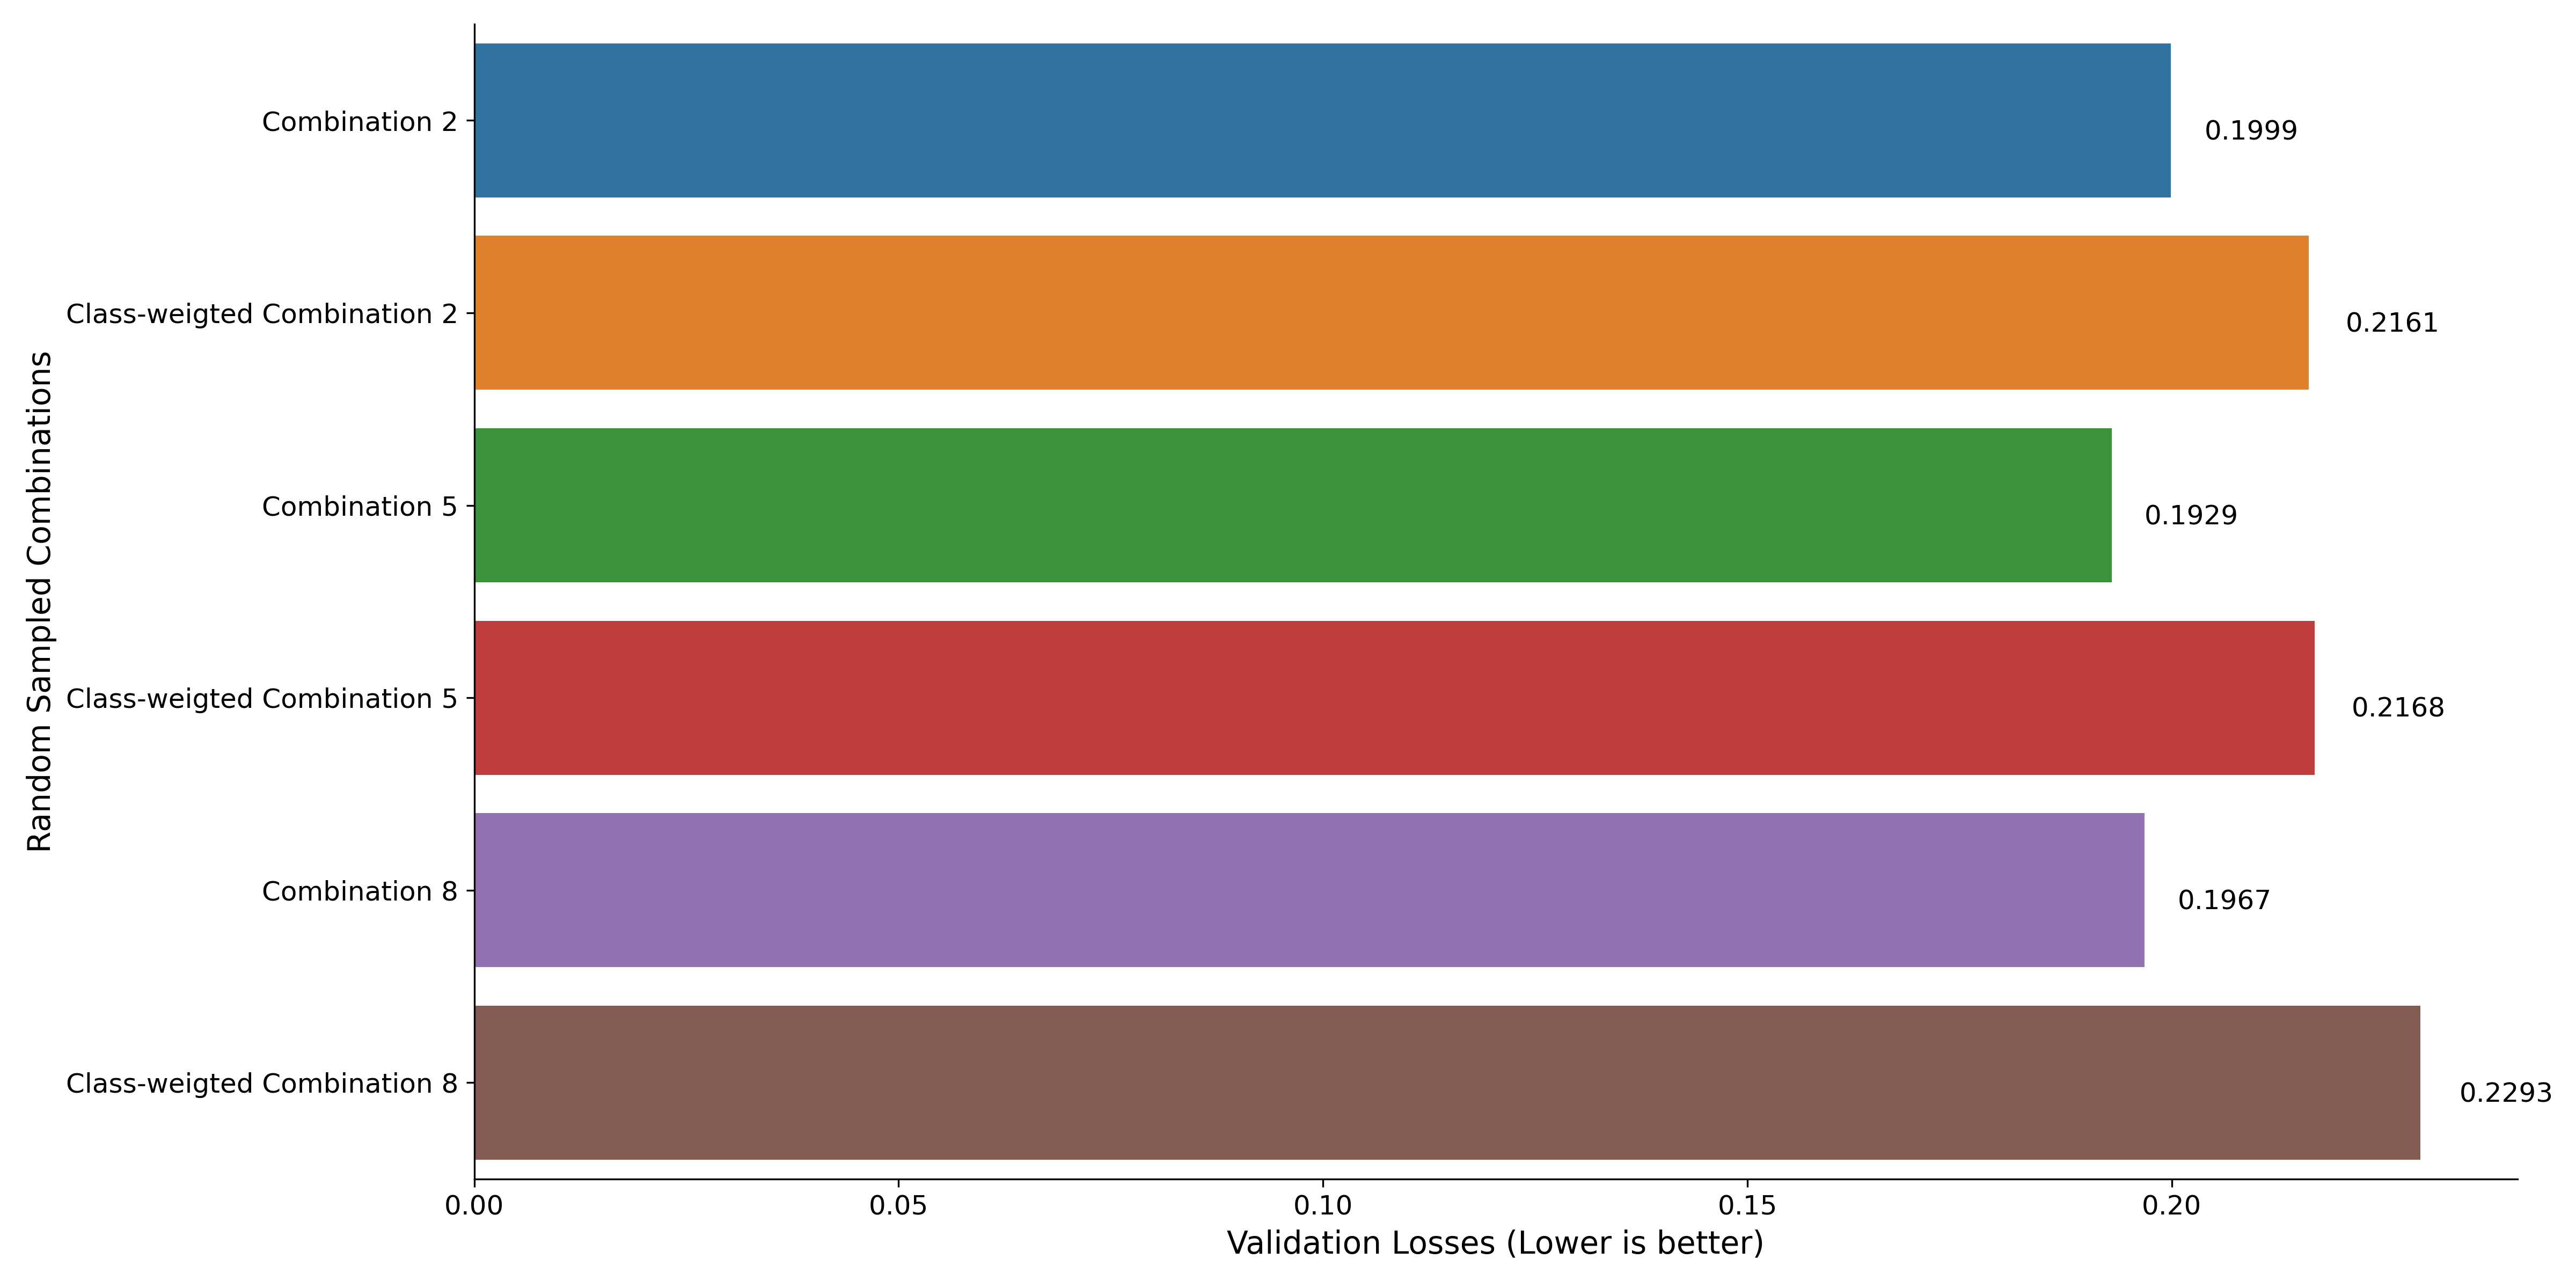 Random Sampled Combinations
Combination 2
0.1999
Class-weigted Combination 2
0.2161
Combination 5
0.1929
Class-weigted Combination 5
0.2168
Combination 8
0.1967
Class-weigted Combination 8
0.2293
0.00 0.05 0.10 0.15 0.20
Validation Losses (Lower is better)